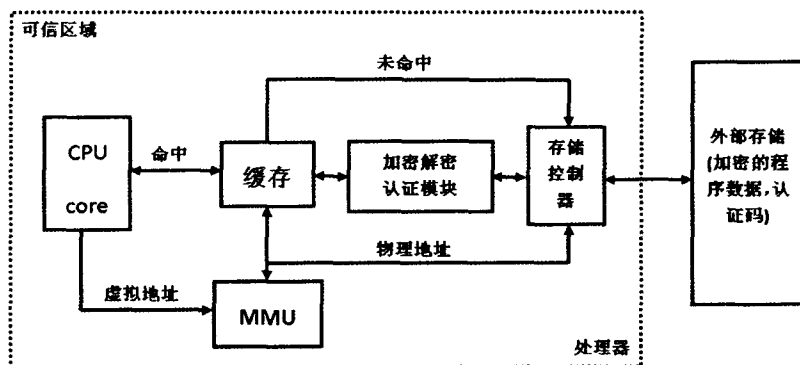 可信区域
未命中
CPU
core
命中
缓存
加密解密
认证模块
存储
控制
器
外部存储
(加密的程
序数据,认
证码)
物理地址
虚拟地址
MMU
处理器